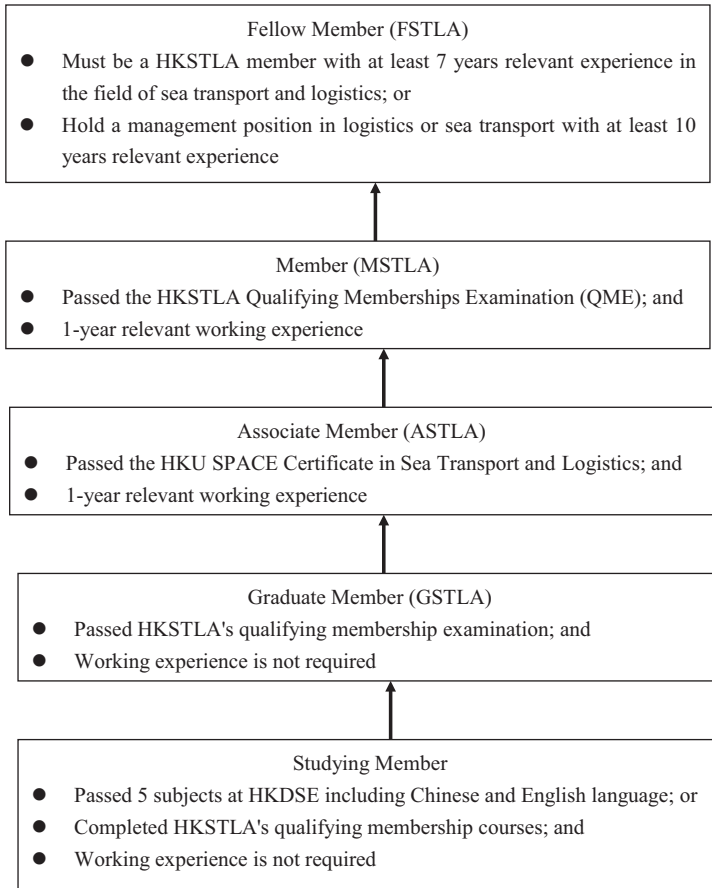 Fellow Member (FSTLA)
● Must be a HKSTLA member with at least 7 years relevant experience in
the field of sea transport and logistics; or
● Hold a management position in logistics or sea transport with at least 10
years relevant experience
Member (MSTLA)
● Passed the HKSTLA Qualifying Memberships Examination (QME); and
● 1-year relevant working experience
Associate Member (ASTLA)
● Passed the HKU SPACE Certificate in Sea Transport and Logistics; and
● 1-year relevant working experience
Graduate Member (GSTLA)
● Passed HKSTLA's qualifying membership examination; and
● Working experience is not required
Studying Member
● Passed 5 subjects at HKDSE including Chinese and English language; or
● Completed HKSTLA's qualifying membership courses; and
● Working experience is not required